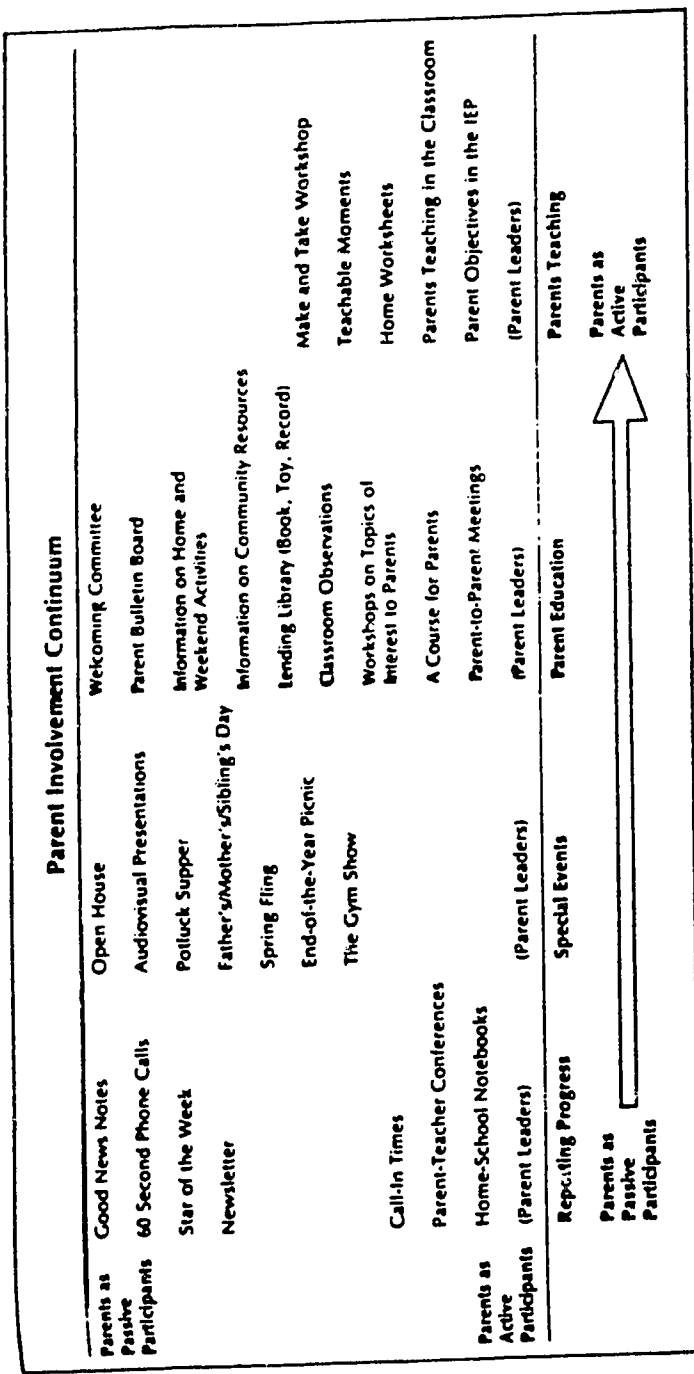 Parent Involvement Continuum
Parents as
Passive
Participants
Good News Notes
60 Second Phone Calls
Star of the Week
Newsletter
Call-In Times
Parent-Teacher Conferences
Parents as
Active
Participants
Home-School Notebooks
(Parent Leaders)
Open House
Audiovisual Presentations
Potluck Supper
Father's/Mother's/Sibling's Day
Spring Fling
End-of-the-Year Picnic
The Gym Show
(Parent Leaders)
Welcoming Committee
Parent Bulletin Board
Information on Home and
Weekend Activities
Information on Community Resources
Lending Library (Book, Toy, Record)
Classroom Observations
Workshops on Topics of
Interest to Parents
A Course for Parents
Parent-to-Parent Meetings
(Parent Leaders)
Make and Take Workshop
Teachable Moments
Home Worksheets
Parents Teaching in the Classroom
Parent Objectives in the IEP
(Parent Leaders)
Reporting Progress
Special Events
Parent Education
Parents Teaching
Parents as
Passive
Participants
Parents as
Active
Participants